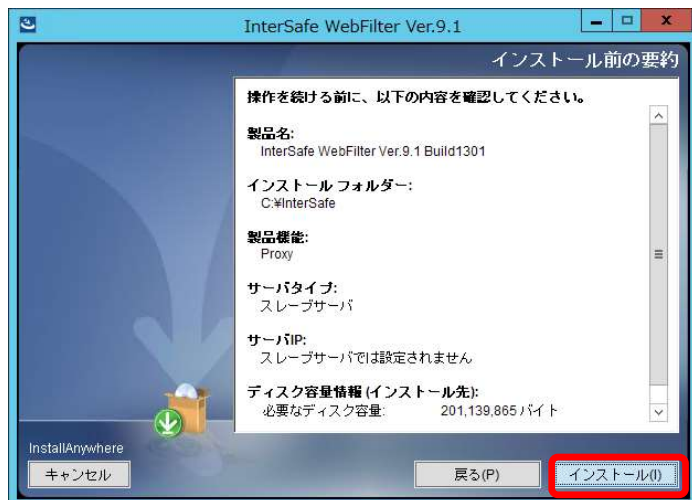 InterSafe WebFilter Ver.9.1
インストール前の要約
操作を続ける前に、以下の内容を確認してください。
製品名:
InterSafe WebFilter Ver.9.1 Build1301
インストール フォルダー:
C:¥InterSafe
製品機能:
Proxy
サーバタイプ:
スレーブサーバ
サーバIP:
スレーブサーバでは設定されません
ディスク容量情報 (インストール先):
必要なディスク容量: 201,139,865 バイト
InstallAnywhere
キャンセル 戻る(P) インストール(I)